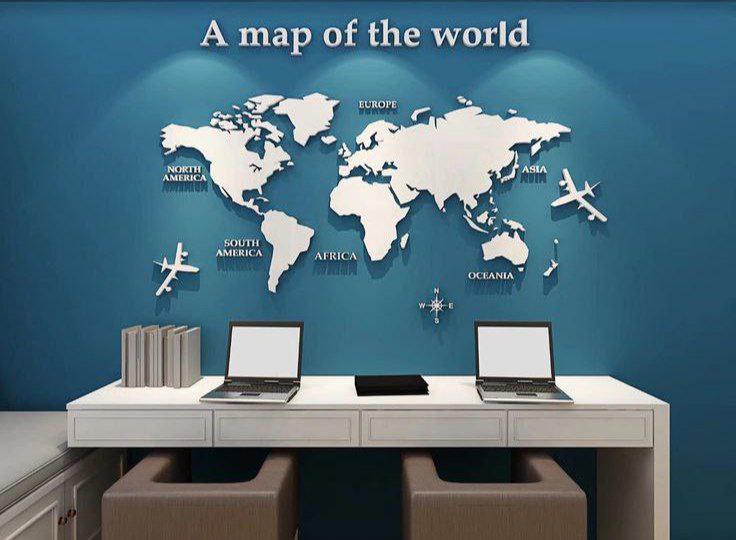 A map of the world
EUROPE
NORTH
AMERICA
ASIA
SOUTH
AMERICA
AFRICA
OCEANIA
N
W E
S